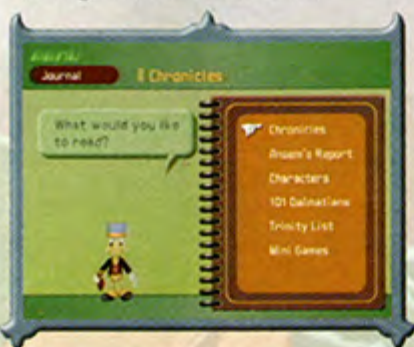 Journal
Chronicles
What would you like
to read?
Chronicles
Ansem's Report
Characters
101 Dalmatians
Trinity List
Mini Games